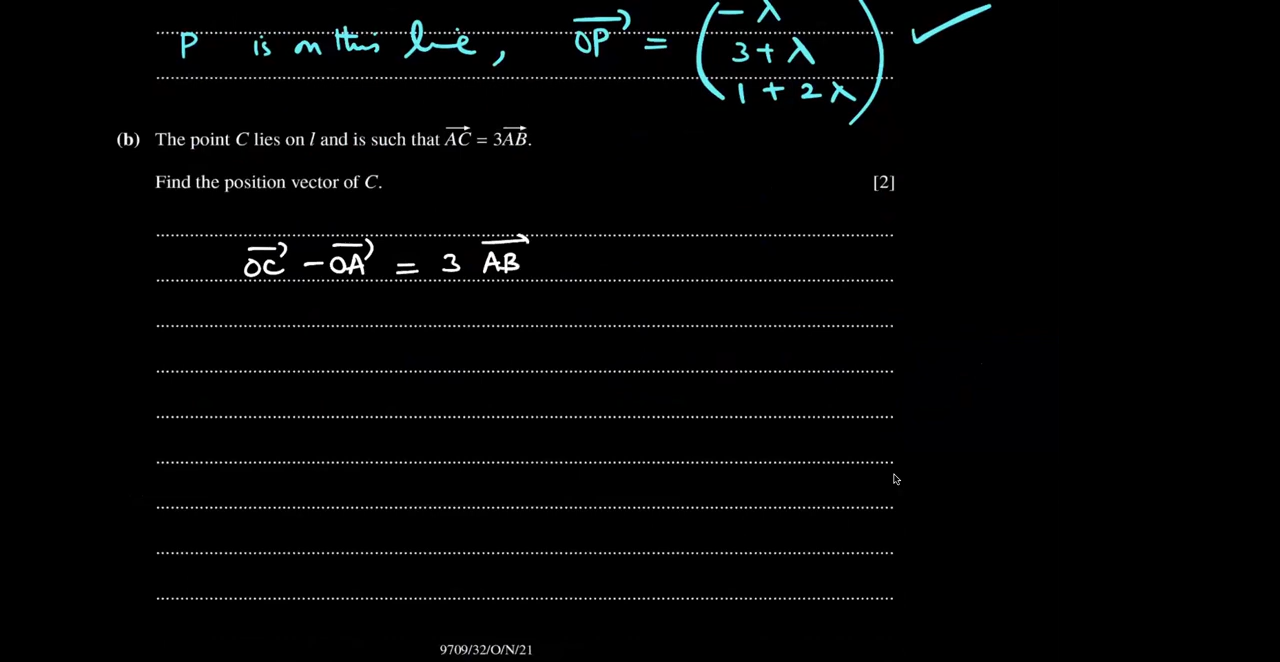 P is on this line, OP⃗ = (−λ
3 + λ
1 + 2λ) ✓
(b) The point C lies on l and is such that AC⃗ = 3AB⃗.
Find the position vector of C. [2]
OC⃗ − OA⃗ = 3 AB⃗
9709/32/O/N/21